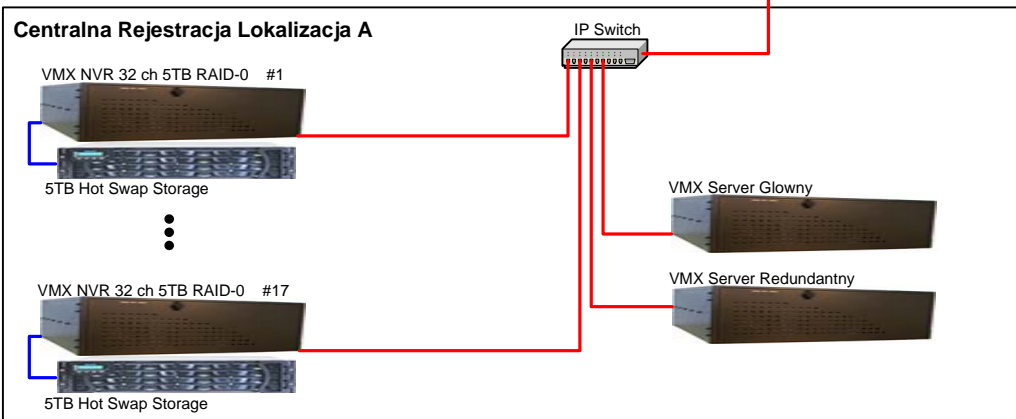 Centralna Rejestracja Lokalizacja A
IP Switch
VMX NVR 32 ch 5TB RAID-0 #1
5TB Hot Swap Storage
VMX Server Glowny
VMX Server Redundantny
VMX NVR 32 ch 5TB RAID-0 #17
5TB Hot Swap Storage